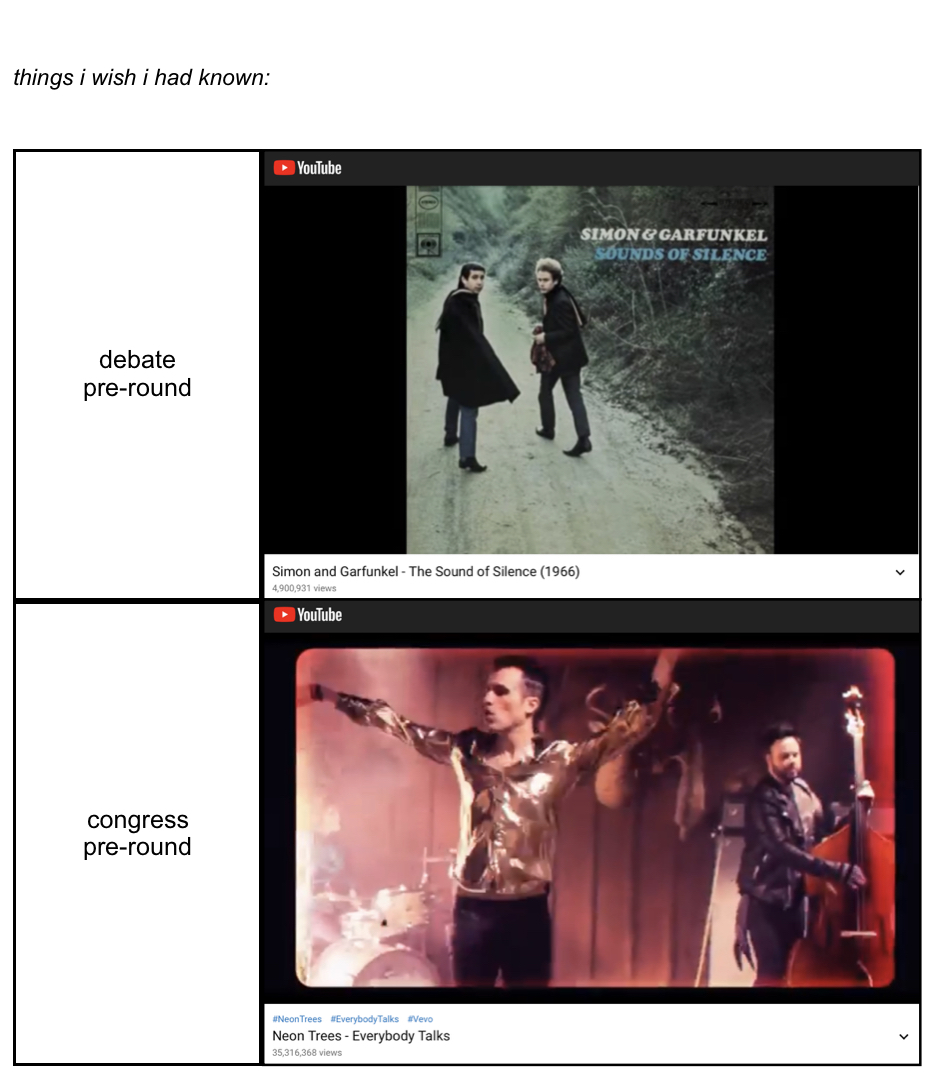 things i wish i had known:
debate
pre-round
YouTube
SIMON & GARFUNKEL
SOUNDS OF SILENCE
Simon and Garfunkel - The Sound of Silence (1966)
4,900,931 views
congress
pre-round
YouTube
#NeonTrees #EverybodyTalks #Vevo
Neon Trees - Everybody Talks
35,316,368 views